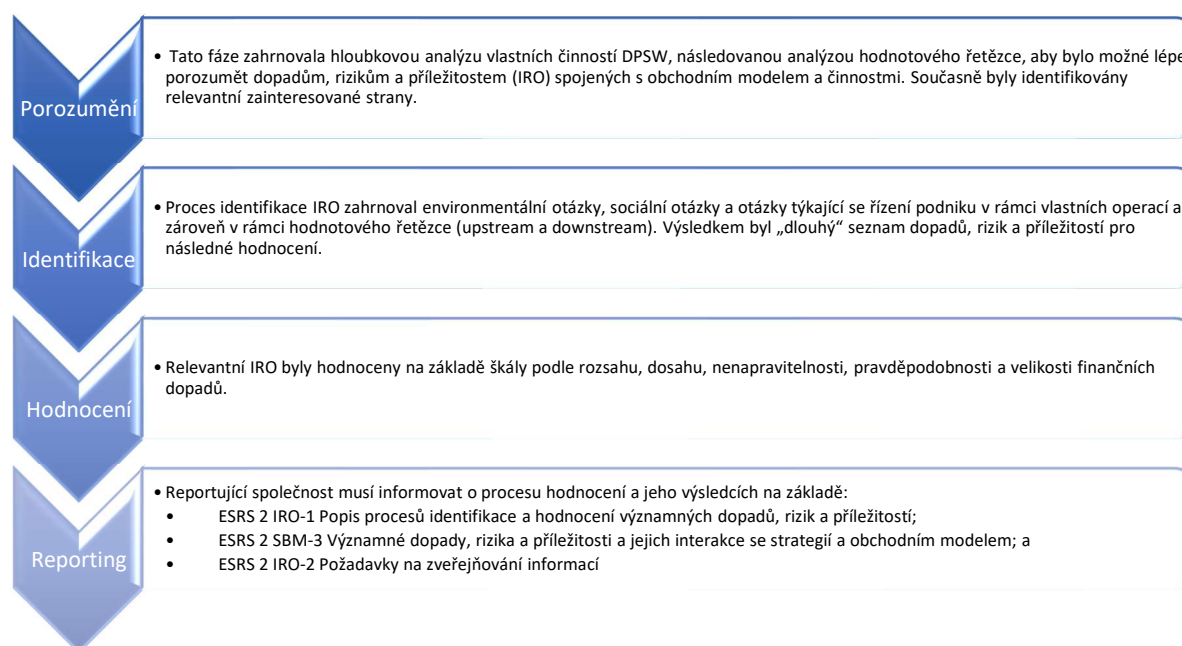 Porozumění
• Tato fáze zahrnovala hloubkovou analýzu vlastních činností DPSW, následovanou analýzou hodnotového řetězce, aby bylo možné lépe
porozumět dopadům, rizikům a příležitostem (IRO) spojených s obchodním modelem a činnostmi. Současně byly identifikovány
relevantní zainteresované strany.
Identifikace
• Proces identifikace IRO zahrnoval environmentální otázky, sociální otázky a otázky týkající se řízení podniku v rámci vlastních operací a
zároveň v rámci hodnotového řetězce (upstream a downstream). Výsledkem byl „dlouhý“ seznam dopadů, rizik a příležitostí pro
následné hodnocení.
Hodnocení
• Relevantní IRO byly hodnoceny na základě škály podle rozsahu, dosahu, nenapravitelnosti, pravděpodobnosti a velikosti finančních
dopadů.
Reporting
• Reportující společnost musí informovat o procesu hodnocení a jeho výsledcích na základě:
• ESRS 2 IRO-1 Popis procesů identifikace a hodnocení významných dopadů, rizik a příležitostí;
• ESRS 2 SBM-3 Významné dopady, rizika a příležitosti a jejich interakce se strategií a obchodním modelem; a
• ESRS 2 IRO-2 Požadavky na zveřejňování informací